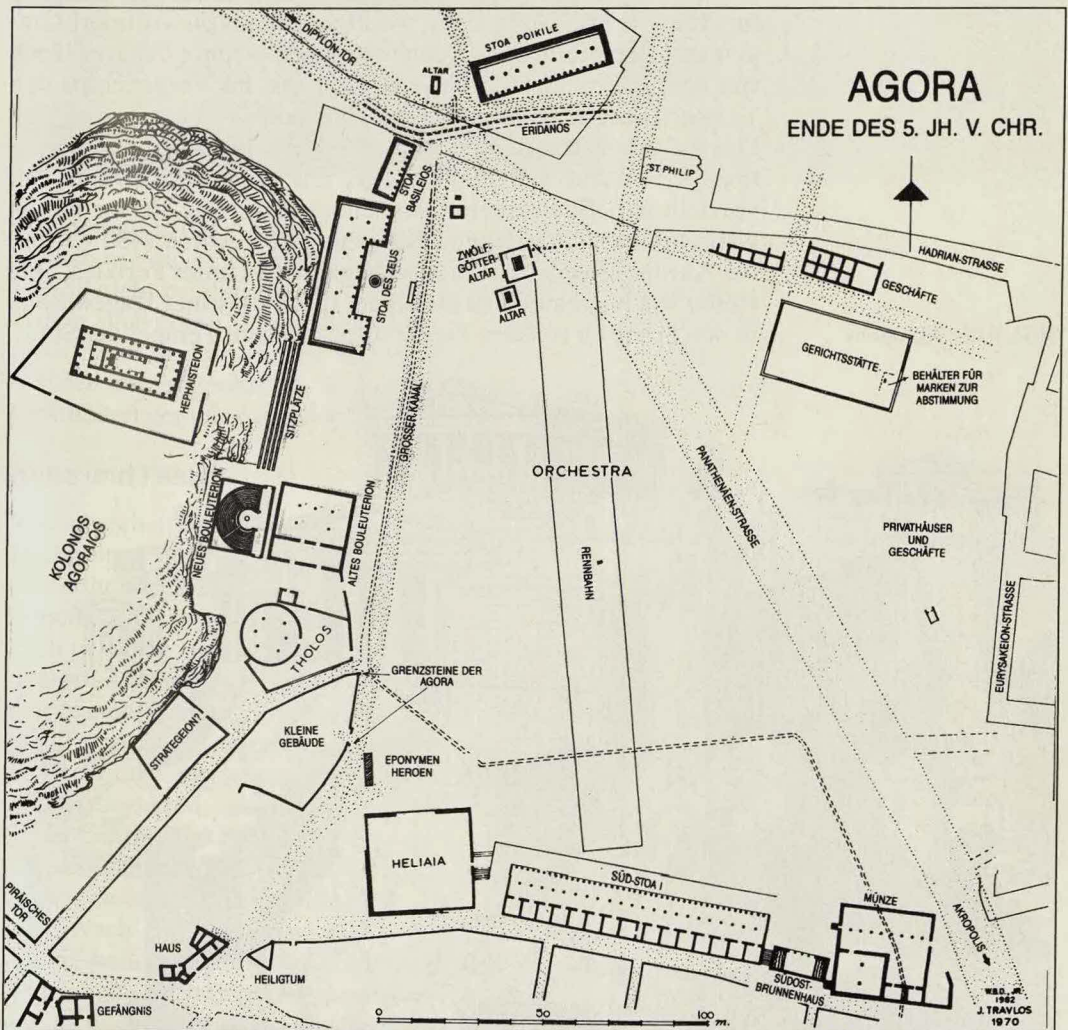 AGORA
ENDE DES 5. JH. V. CHR.
DIPYLON-TOR
STOA POIKILE
ALTAR
ERIDANOS
ST. PHILIP
STOA
BASILEIOS
HADRIAN-STRASSE
ZWÖLF-
GÖTTER-
ALTAR
STOA DES ZEUS
ALTAR
GESCHÄFTE
GERICHTSSTÄTTE
BEHÄLTER FÜR
MARKEN ZUR
ABSTIMMUNG
HEPHAISTEION
SITZPLÄTZE
GROSSER KANAL
ORCHESTRA
PANATHENÄEN-STRASSE
NEUES BOULEUTERION
ALTES BOULEUTERION
KOLONOS
AGORAIOS
RENNBAHN
PRIVATHÄUSER
UND
GESCHÄFTE
THOLOS
EURYSAKEION-STRASSE
GRENZSTEINE DER
AGORA
STRATEGEION?
KLEINE
GEBÄUDE
EPONYMEN
HEROEN
HELIAIA
SÜD-STOA I
MÜNZE
PIRÄISCHES
TOR
HAUS
HEILIGTUM
SÜDOST-
BRUNNENHAUS
AKROPOLIS
GEFÄNGNIS
0 50 100 m.
W.B.D., JR.
1982
J. TRAVLOS
1970